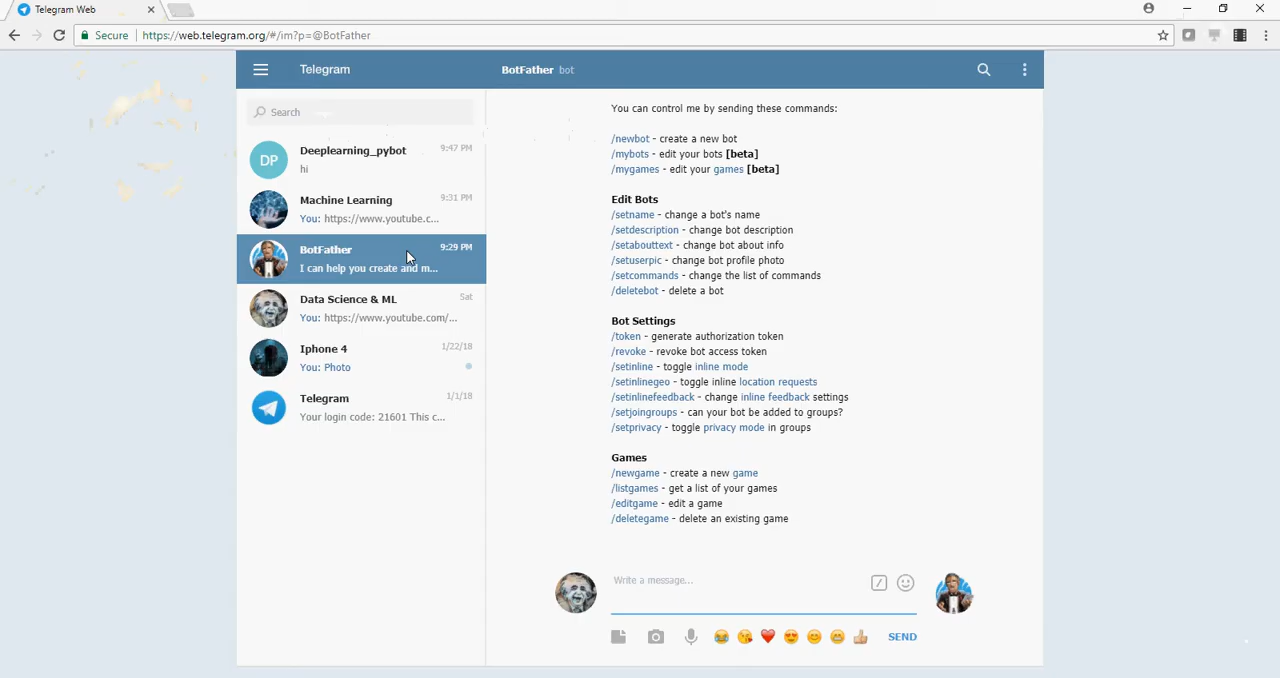 Telegram Web
Secure https://web.telegram.org/#/im?p=@BotFather
Telegram
BotFather bot
Search
DP
Deeplearning_pybot 9:47 PM
hi
Machine Learning 9:31 PM
You: https://www.youtube.c...
BotFather 9:29 PM
I can help you create and m...
Data Science & ML Sat
You: https://www.youtube.com/...
Iphone 4 1/22/18
You: Photo
Telegram 1/1/18
Your login code: 21601 This c...
You can control me by sending these commands:
/newbot - create a new bot
/mybots - edit your bots [beta]
/mygames - edit your games [beta]
Edit Bots
/setname - change a bot's name
/setdescription - change bot description
/setabouttext - change bot about info
/setuserpic - change bot profile photo
/setcommands - change the list of commands
/deletebot - delete a bot
Bot Settings
/token - generate authorization token
/revoke - revoke bot access token
/setinline - toggle inline mode
/setinlinegeo - toggle inline location requests
/setinlinefeedback - change inline feedback settings
/setjoingroups - can your bot be added to groups?
/setprivacy - toggle privacy mode in groups
Games
/newgame - create a new game
/listgames - get a list of your games
/editgame - edit a game
/deletegame - delete an existing game
Write a message...
SEND